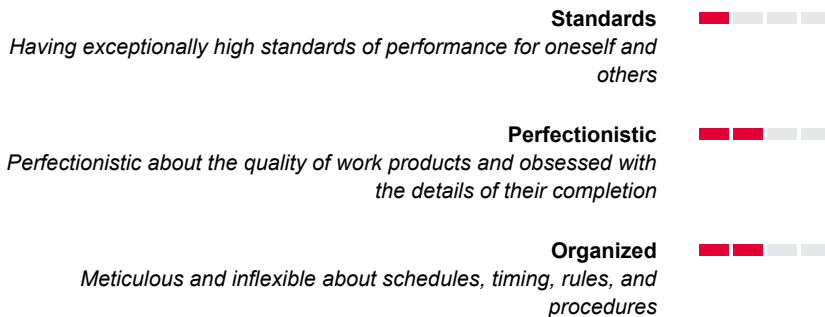 Standards
Having exceptionally high standards of performance for oneself and
others
Perfectionistic
Perfectionistic about the quality of work products and obsessed with
the details of their completion
Organized
Meticulous and inflexible about schedules, timing, rules, and
procedures